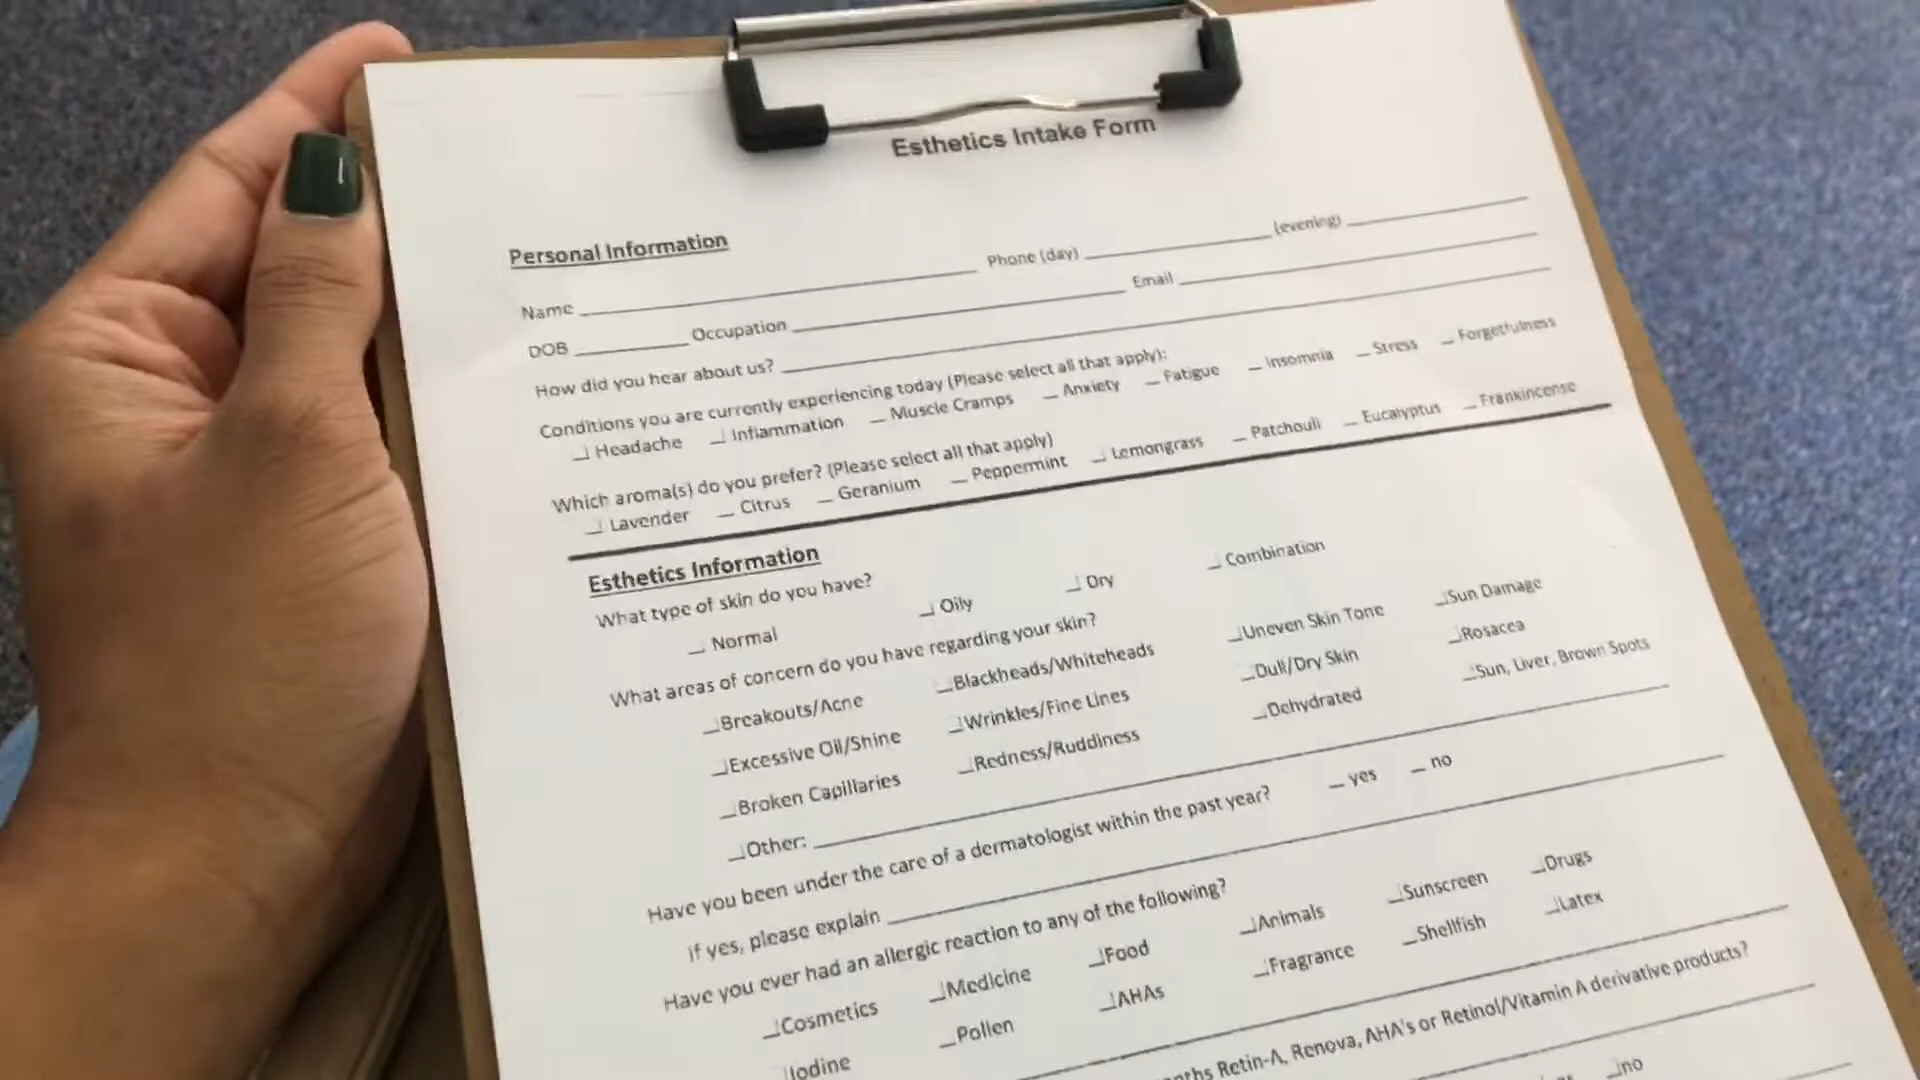 Esthetics Intake Form
Personal Information
Name Phone (day) (evening)
DOB Occupation Email
How did you hear about us?
Conditions you are currently experiencing today (Please select all that apply):
Headache Inflammation Muscle Cramps Anxiety Fatigue Insomnia Stress Forgetfulness
Which aroma(s) do you prefer? (Please select all that apply)
Lavender Citrus Geranium Peppermint Lemongrass Patchouli Eucalyptus Frankincense
Esthetics Information
What type of skin do you have?
Normal Oily Dry Combination
What areas of concern do you have regarding your skin?
Breakouts/Acne Blackheads/Whiteheads Uneven Skin Tone Sun Damage
Excessive Oil/Shine Wrinkles/Fine Lines Dull/Dry Skin Rosacea
Broken Capillaries Redness/Ruddiness Dehydrated Sun, Liver, Brown Spots
Other:
Have you been under the care of a dermatologist within the past year? yes no
If yes, please explain
Have you ever had an allergic reaction to any of the following?
Cosmetics Medicine Food Animals Sunscreen Drugs
Iodine Pollen AHAs Fragrance Shellfish Latex
Retin-A, Renova, AHA's or Retinol/Vitamin A derivative products?
no